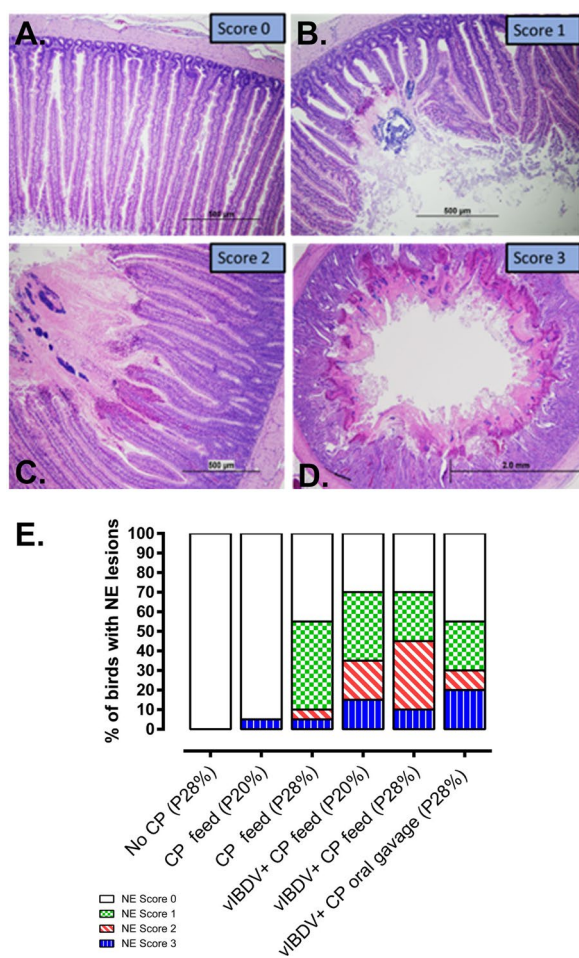 A.
Score 0
500 µm
B.
Score 1
500 µm
Score 2
C.
500 µm
Score 3
D.
2.0 mm
E.
% of birds with NE lesions
100
90
80
70
60
50
40
30
20
10
0
No CP (P28%)
CP feed (P20%)
CP feed (P28%)
vIBDV+ CP feed (P20%)
vIBDV+ CP feed (P28%)
vIBDV+ CP oral gavage (P28%)
NE Score 0
NE Score 1
NE Score 2
NE Score 3